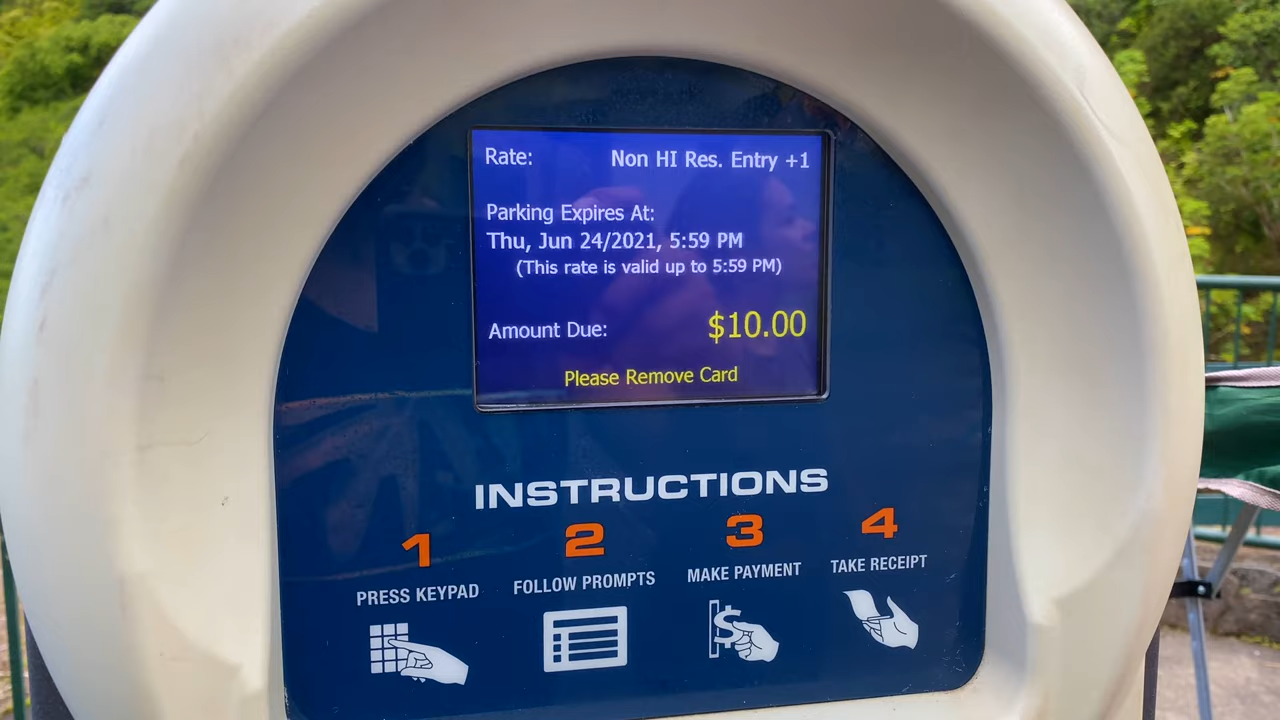 Rate: Non HI Res. Entry +1
Parking Expires At:
Thu, Jun 24/2021, 5:59 PM
(This rate is valid up to 5:59 PM)
Amount Due: $10.00
Please Remove Card
INSTRUCTIONS
1 2 3 4
PRESS KEYPAD FOLLOW PROMPTS MAKE PAYMENT TAKE RECEIPT
$